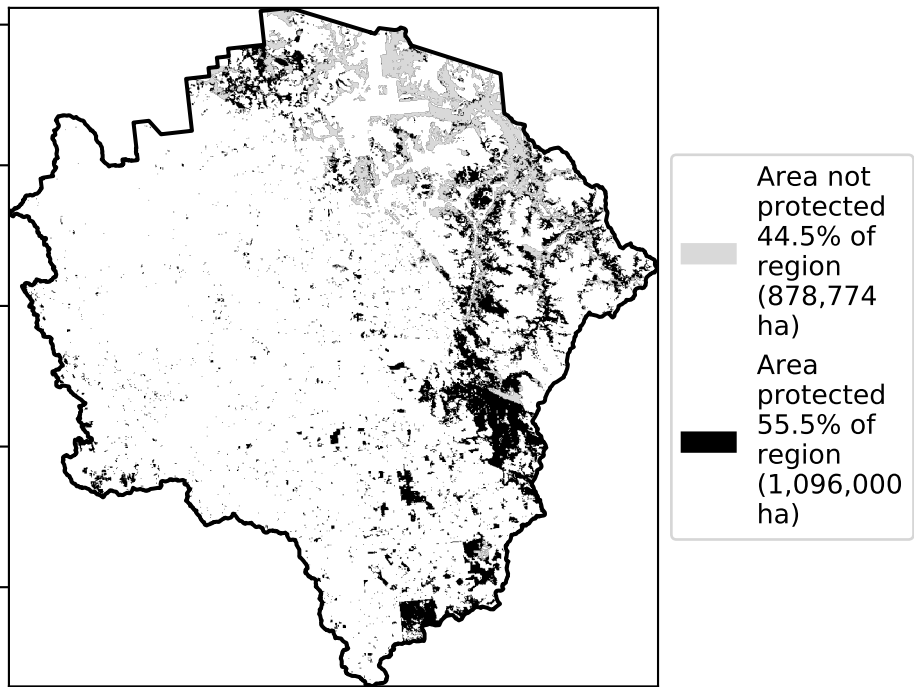 Area not
protected
44.5% of
region
(878,774
ha)
Area
protected
55.5% of
region
(1,096,000
ha)